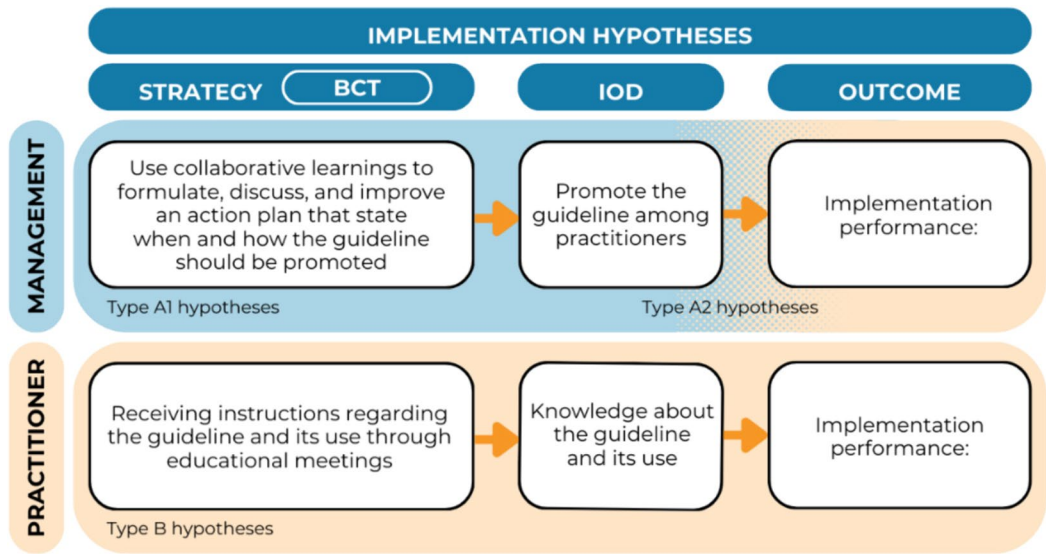 IMPLEMENTATION HYPOTHESES
STRATEGY BCT
IOD
OUTCOME
MANAGEMENT
Use collaborative learnings to
formulate, discuss, and improve
an action plan that state
when and how the guideline
should be promoted
Promote the
guideline among
practitioners
Implementation
performance:
Type A1 hypotheses
Type A2 hypotheses
PRACTITIONER
Receiving instructions regarding
the guideline and its use through
educational meetings
Knowledge about
the guideline
and its use
Implementation
performance:
Type B hypotheses